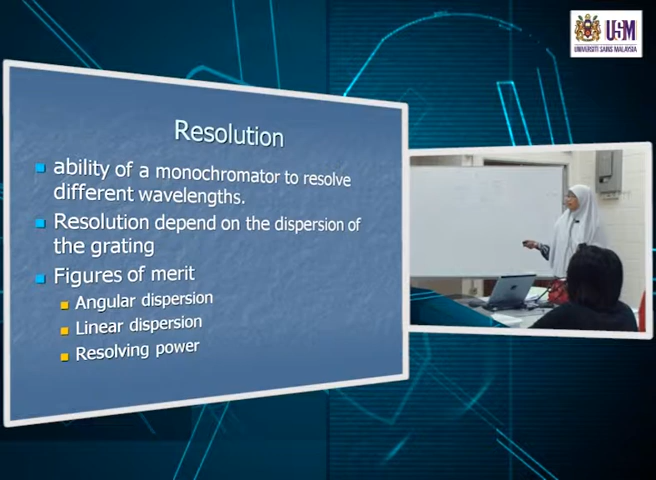 USM
UNIVERSITI SAINS MALAYSIA
Resolution
ability of a monochromator to resolve
different wavelengths.
Resolution depend on the dispersion of
the grating
Figures of merit
Angular dispersion
Linear dispersion
Resolving power